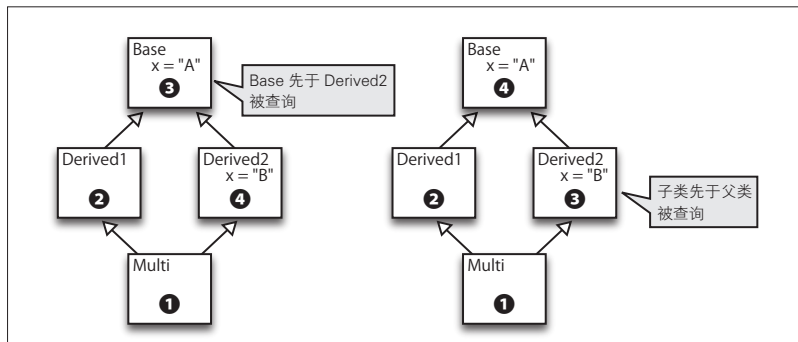 Base
x = "A"
❸
Base 先于 Derived2
被查询
Derived1
❷
Derived2
x = "B"
❹
Multi
❶
Base
x = "A"
❹
Derived1
❷
Derived2
x = "B"
❸
子类先于父类
被查询
Multi
❶